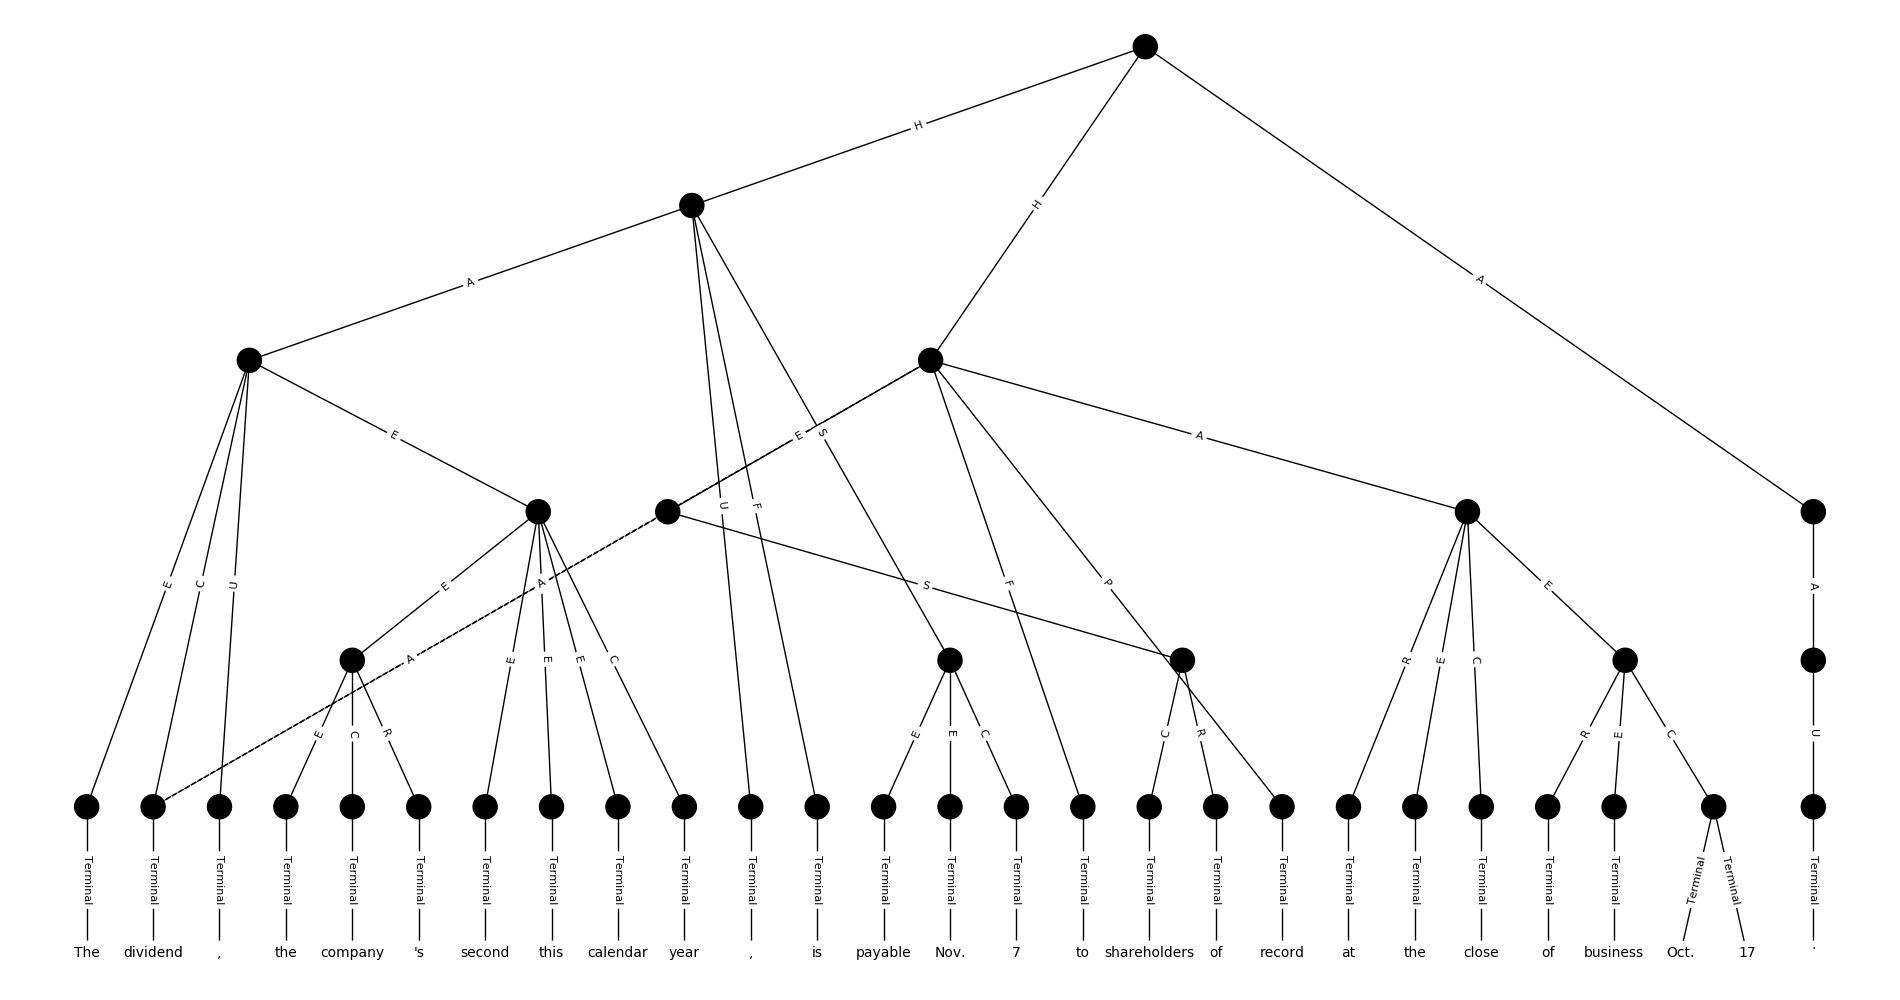 H
H
A
A
E
E S
A
E C U
U F
E
A
S
F P
E
A
A
E E E C
R E C
E C R
E E C
C R
R E C
U
Terminal Terminal Terminal Terminal Terminal Terminal Terminal Terminal Terminal Terminal Terminal Terminal Terminal Terminal Terminal Terminal Terminal Terminal Terminal Terminal Terminal Terminal Terminal Terminal Terminal Terminal Terminal
The dividend , the company 's second this calendar year , is payable Nov. 7 to shareholders of record at the close of business Oct. 17 .